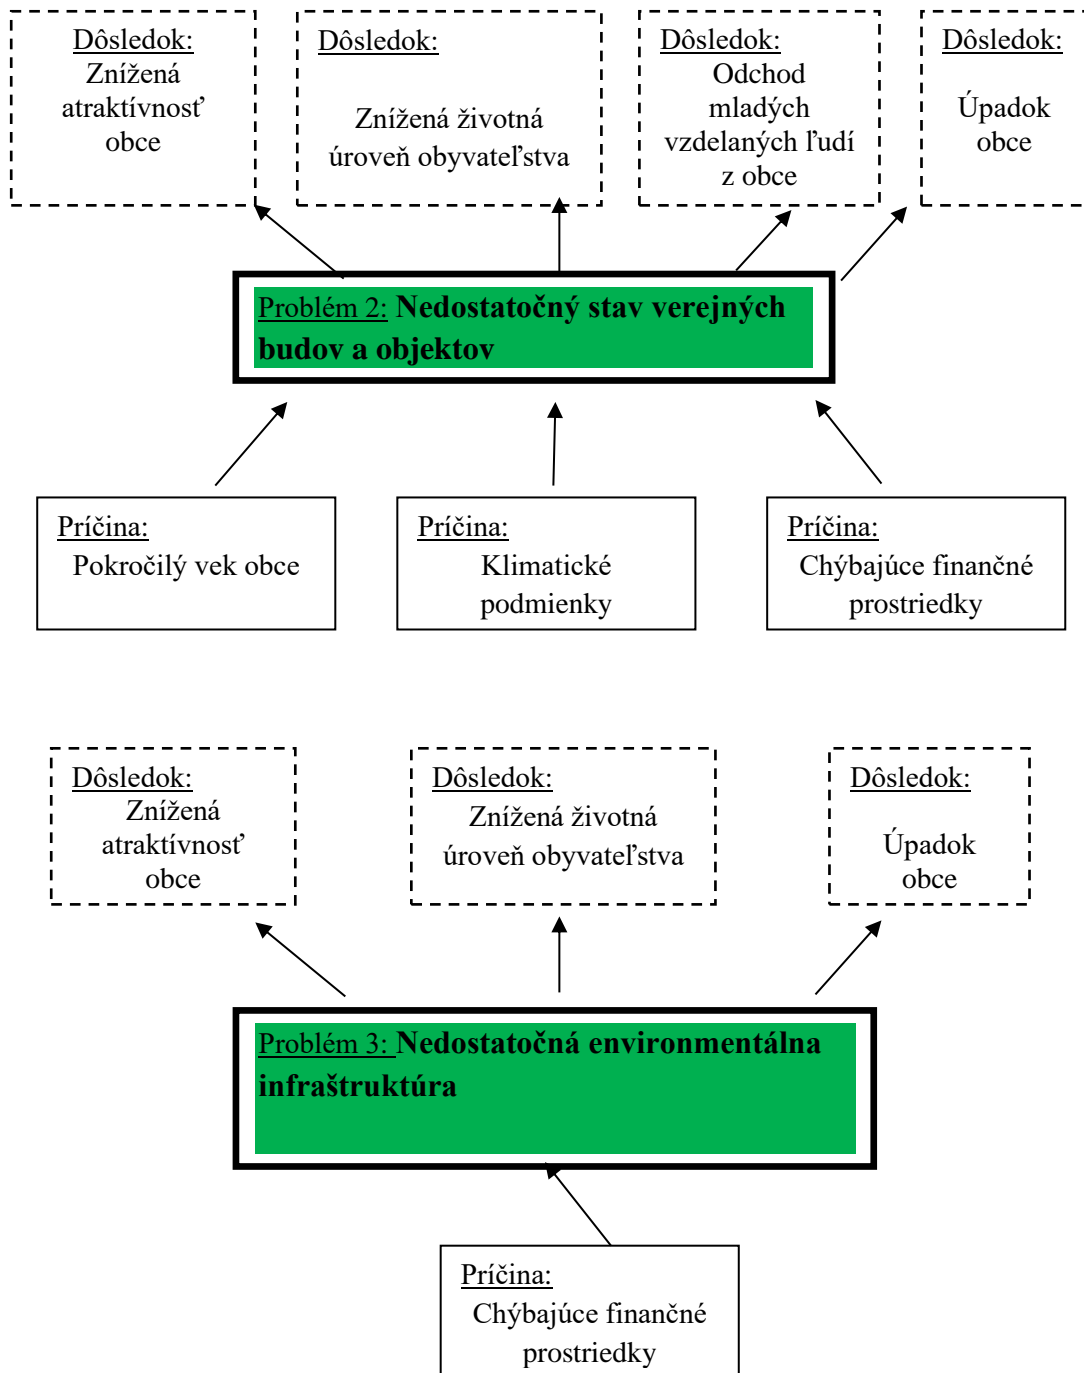 Dôsledok:
Znížená
atraktívnosť
obce
Dôsledok:
Znížená životná
úroveň obyvateľstva
Dôsledok:
Odchod
mladých
vzdelaných ľudí
z obce
Dôsledok:
Úpadok
obce
Problém 2: Nedostatočný stav verejných
budov a objektov
Príčina:
Pokročilý vek obce
Príčina:
Klimatické
podmienky
Príčina:
Chýbajúce finančné
prostriedky
Dôsledok:
Znížená
atraktívnosť
obce
Dôsledok:
Znížená životná
úroveň obyvateľstva
Dôsledok:
Úpadok
obce
Problém 3: Nedostatočná environmentálna
infraštruktúra
Príčina:
Chýbajúce finančné
prostriedky